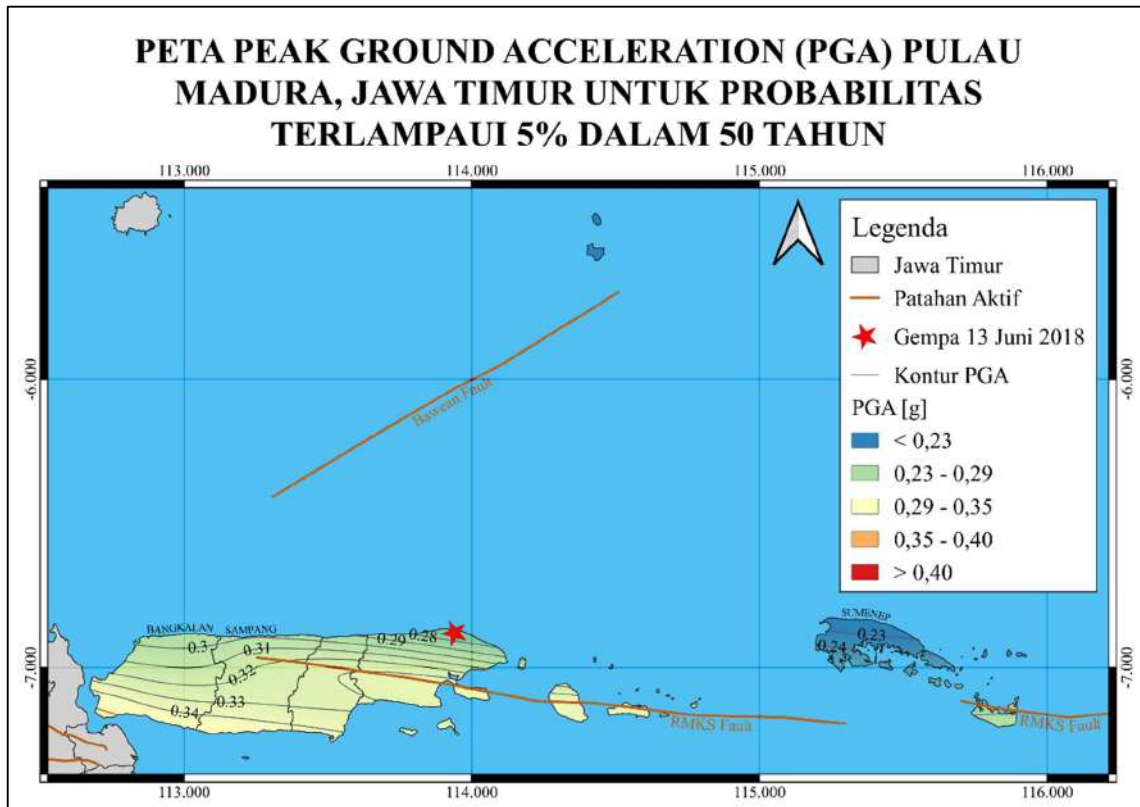 PETA PEAK GROUND ACCELERATION (PGA) PULAU
MADURA, JAWA TIMUR UNTUK PROBABILITAS
TERLAMPAUI 5% DALAM 50 TAHUN
113.000
114.000
115.000
116.000
Legenda
Jawa Timur
Patahan Aktif
Gempa 13 Juni 2018
Kontur PGA
PGA [g]
< 0,23
0,23 - 0,29
0,29 - 0,35
0,35 - 0,40
> 0,40
-6.000
-6.000
Bawean Fault
BANGKALAN
SAMPANG
SUMENEP
0.3
0.31
0.29
0.28
0.23
0.24
-7.000
-7.000
0.32
0.33
0.34
RMKS Fault
RMKS Fault
113.000
114.000
115.000
116.000